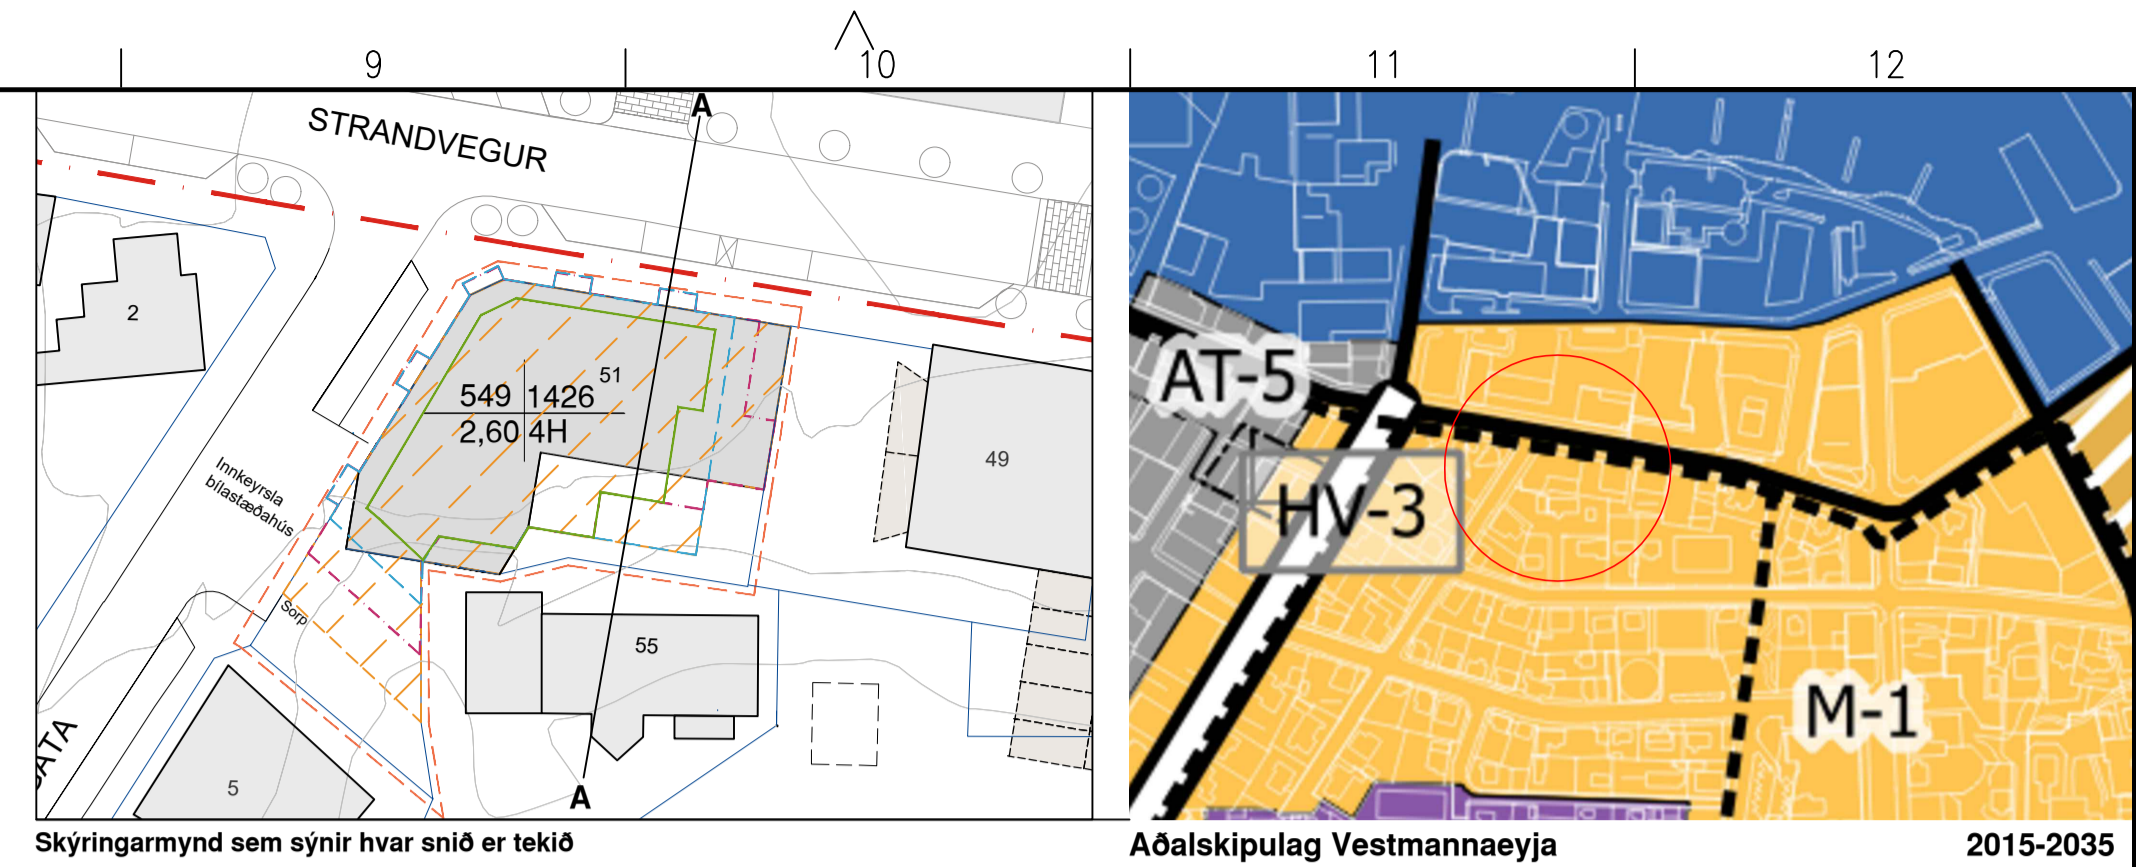 9
10
11
12
STRANDVEGUR
A
2
51
549 1426
2,60 4H
49
Innkeyrsla
bílastæðahús
Sorp
55
5
A
AT-5
HV-3
M-1
Skýringarmynd sem sýnir hvar snið er tekið
Aðalskipulag Vestmannaeyja
2015-2035